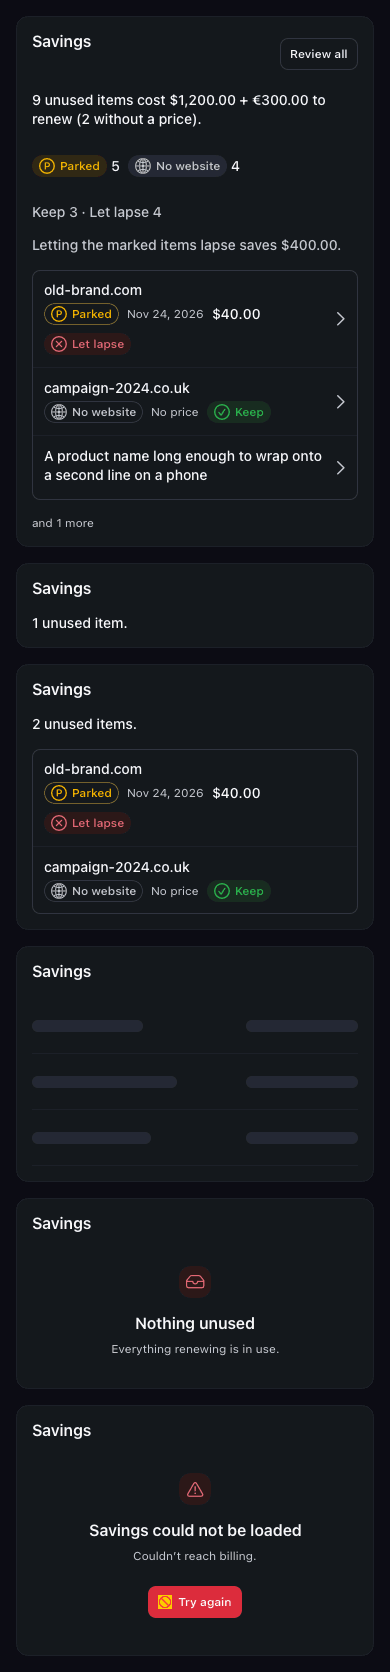 Savings
Review all
9 unused items cost $1,200.00 + €300.00 to
renew (2 without a price).
P Parked 5 No website 4
Keep 3 · Let lapse 4
Letting the marked items lapse saves $400.00.
old-brand.com
P Parked Nov 24, 2026 $40.00
Let lapse
campaign-2024.co.uk
No website No price Keep
A product name long enough to wrap onto
a second line on a phone
and 1 more
Savings
1 unused item.
Savings
2 unused items.
old-brand.com
P Parked Nov 24, 2026 $40.00
Let lapse
campaign-2024.co.uk
No website No price Keep
Savings
Savings
Nothing unused
Everything renewing is in use.
Savings
Savings could not be loaded
Couldn't reach billing.
Try again